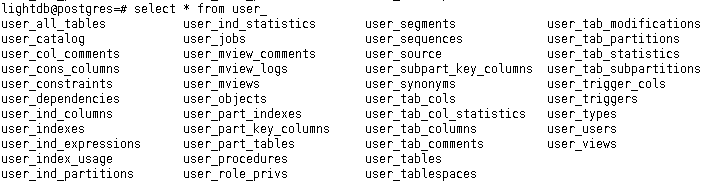 lightdb@postgres=# select * from user_
user_all_tables user_ind_statistics user_segments user_tab_modifications
user_catalog user_jobs user_sequences user_tab_partitions
user_col_comments user_mview_comments user_source user_tab_statistics
user_cons_columns user_mview_logs user_subpart_key_columns user_tab_subpartitions
user_constraints user_mviews user_synonyms user_trigger_cols
user_dependencies user_objects user_tab_cols user_triggers
user_ind_columns user_part_indexes user_tab_col_statistics user_types
user_indexes user_part_key_columns user_tab_columns user_users
user_ind_expressions user_part_tables user_tab_comments user_views
user_index_usage user_procedures user_tables
user_ind_partitions user_role_privs user_tablespaces